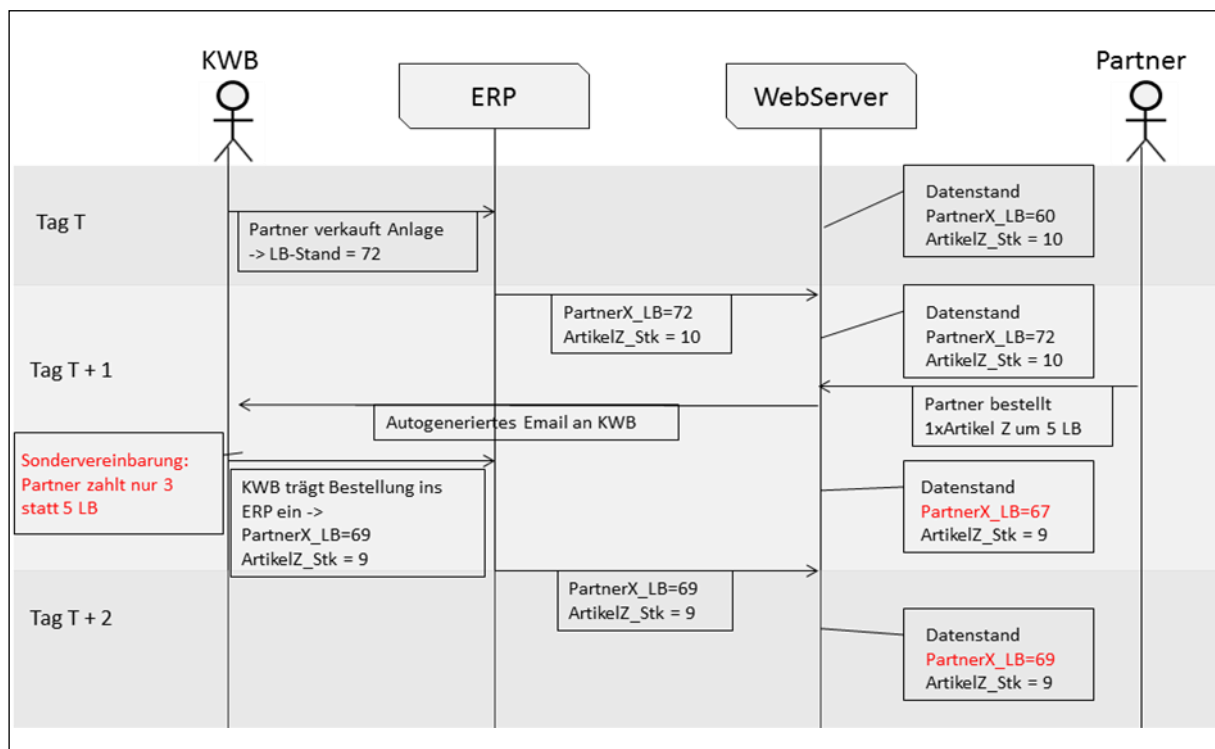 KWB
ERP
WebServer
Partner
Tag T
Partner verkauft Anlage
-> LB-Stand = 72
Datenstand
PartnerX_LB=60
ArtikelZ_Stk = 10
PartnerX_LB=72
ArtikelZ_Stk = 10
Datenstand
PartnerX_LB=72
ArtikelZ_Stk = 10
Tag T + 1
Partner bestellt
1xArtikel Z um 5 LB
Autogeneriertes Email an KWB
Sondervereinbarung:
Partner zahlt nur 3
statt 5 LB
KWB trägt Bestellung ins
ERP ein ->
PartnerX_LB=69
ArtikelZ_Stk = 9
Datenstand
PartnerX_LB=67
ArtikelZ_Stk = 9
Tag T + 2
PartnerX_LB=69
ArtikelZ_Stk = 9
Datenstand
PartnerX_LB=69
ArtikelZ_Stk = 9